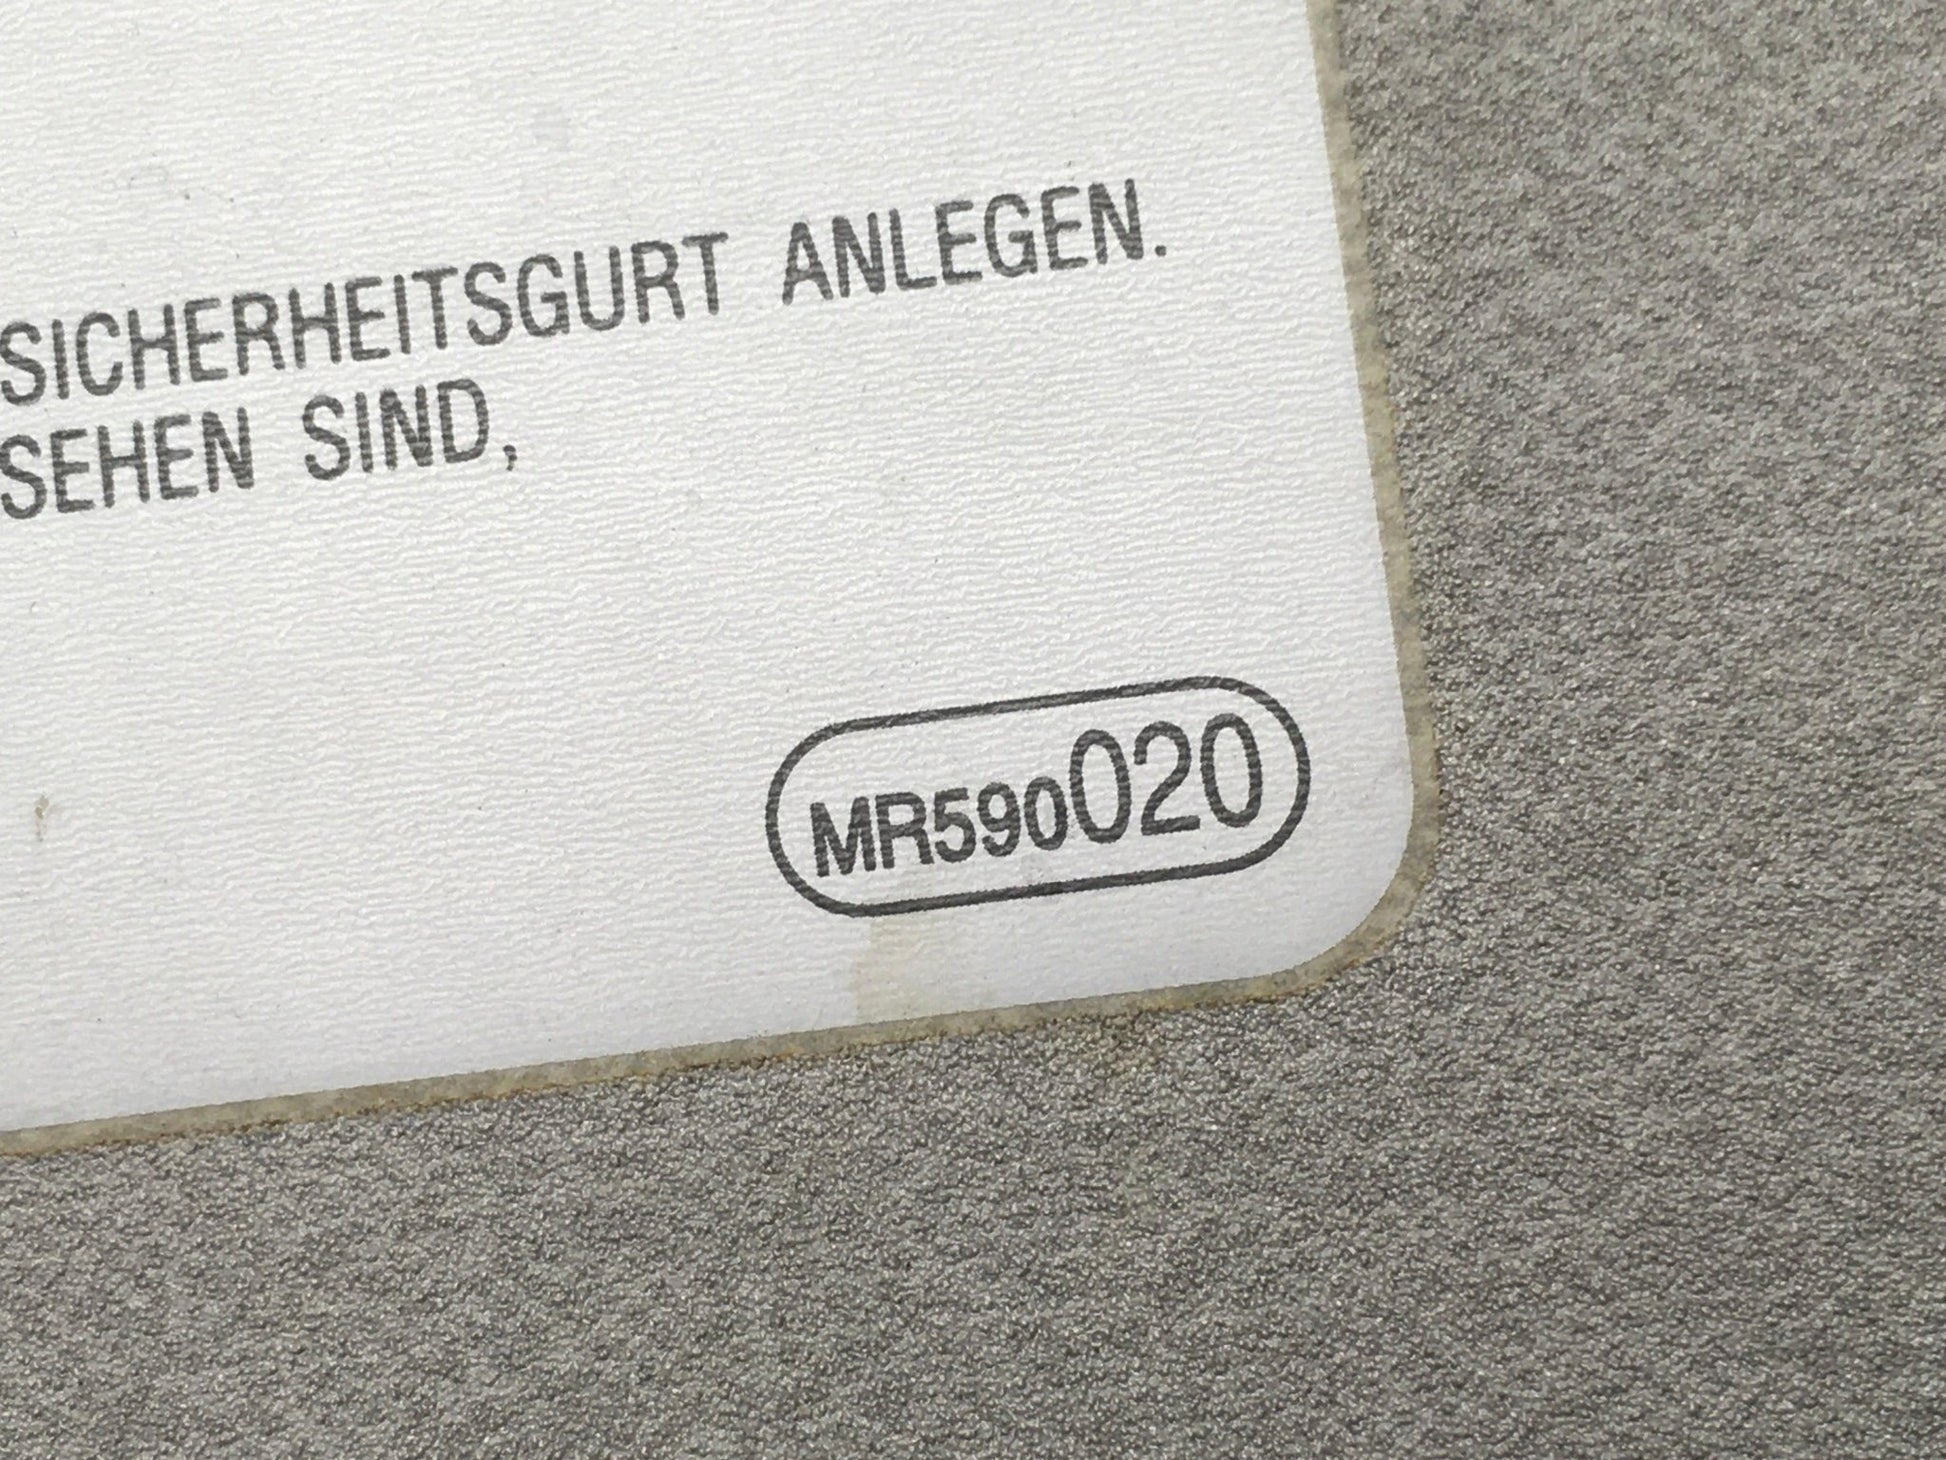 SICHERHEITSGURT ANLEGEN.
SEHEN SIND,
MR590020